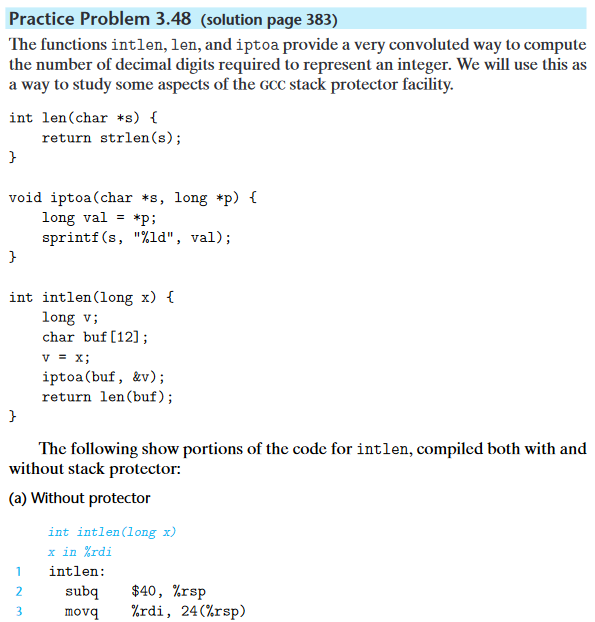 Practice Problem 3.48 (solution page 383)
The functions intlen, len, and iptoa provide a very convoluted way to compute
the number of decimal digits required to represent an integer. We will use this as
a way to study some aspects of the GCC stack protector facility.
int len(char *s) {
    return strlen(s);
}
void iptoa(char *s, long *p) {
    long val = *p;
    sprintf(s, "%ld", val);
}
int intlen(long x) {
    long v;
    char buf[12];
    v = x;
    iptoa(buf, &v);
    return len(buf);
}
The following show portions of the code for intlen, compiled both with and
without stack protector:
(a) Without protector
int intlen(long x)
x in %rdi
1 intlen:
2 subq $40, %rsp
3 movq %rdi, 24(%rsp)